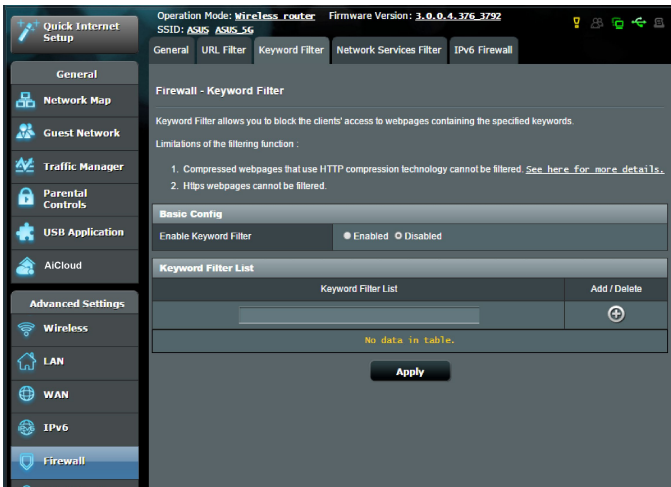 Quick Internet
Setup
Operation Mode: Wireless router Firmware Version: 3.0.0.4.376_3792
SSID: ASUS ASUS_5G
General URL Filter Keyword Filter Network Services Filter IPv6 Firewall
General
Network Map
Guest Network
Traffic Manager
Parental
Controls
USB Application
AiCloud
Advanced Settings
Wireless
LAN
WAN
IPv6
Firewall
Firewall - Keyword Filter
Keyword Filter allows you to block the clients' access to webpages containing the specified keywords.
Limitations of the filtering function :
1. Compressed webpages that use HTTP compression technology cannot be filtered. See here for more details.
2. Https webpages cannot be filtered.
Basic Config
Enable Keyword Filter Enabled Disabled
Keyword Filter List
Keyword Filter List Add / Delete
No data in table.
Apply